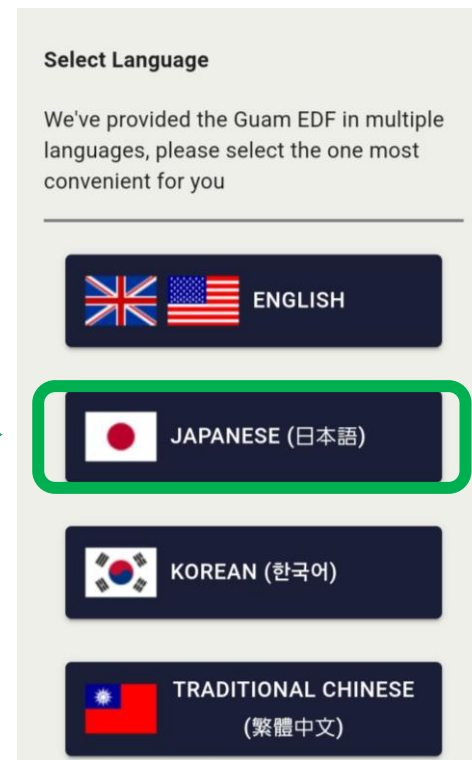 Select Language
We've provided the Guam EDF in multiple
languages, please select the one most
convenient for you
ENGLISH
JAPANESE (日本語)
KOREAN (한국어)
TRADITIONAL CHINESE
(繁體中文)